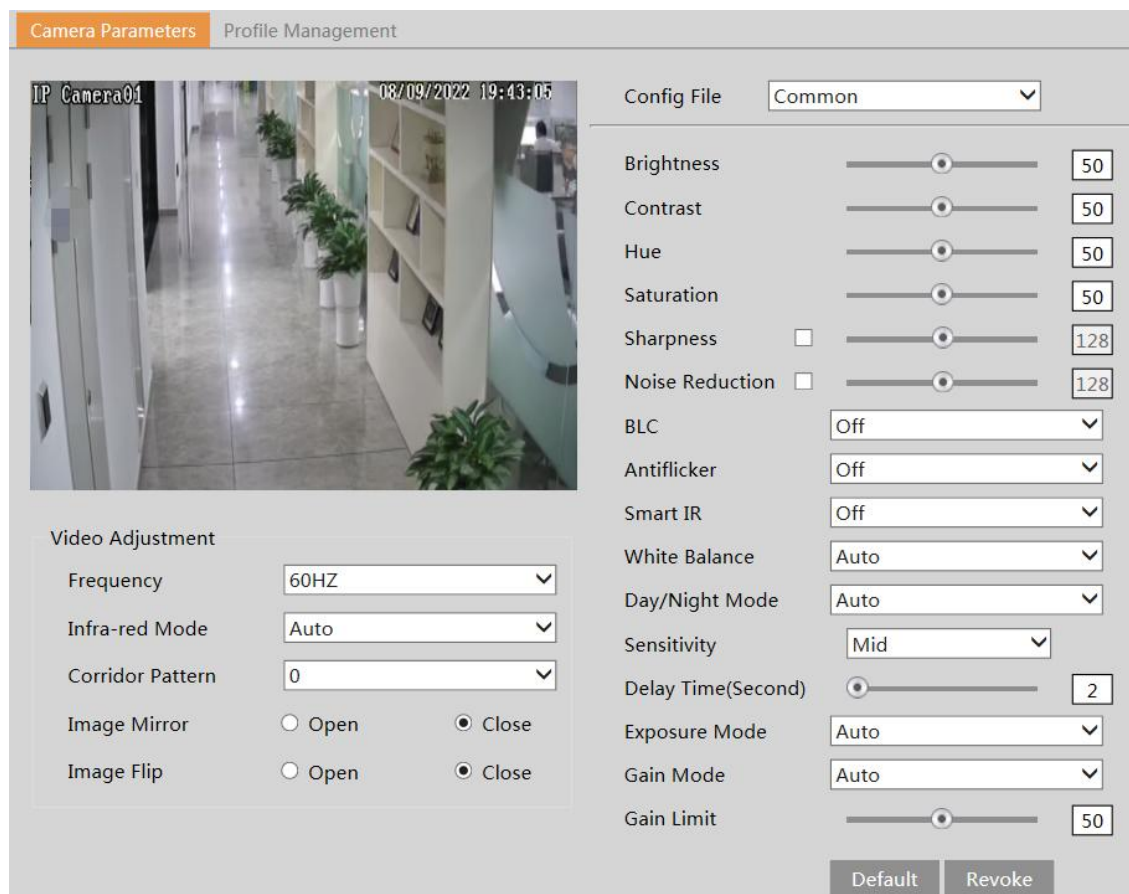 Camera Parameters Profile Management
IP Camera01 08/09/2022 19:43:05
Config File Common
Brightness 50
Contrast 50
Hue 50
Saturation 50
Sharpness 128
Noise Reduction 128
BLC Off
Antiflicker Off
Smart IR Off
White Balance Auto
Day/Night Mode Auto
Sensitivity Mid
Delay Time(Second) 2
Exposure Mode Auto
Gain Mode Auto
Gain Limit 50
Default Revoke
Video Adjustment
Frequency 60HZ
Infra-red Mode Auto
Corridor Pattern 0
Image Mirror Open Close
Image Flip Open Close